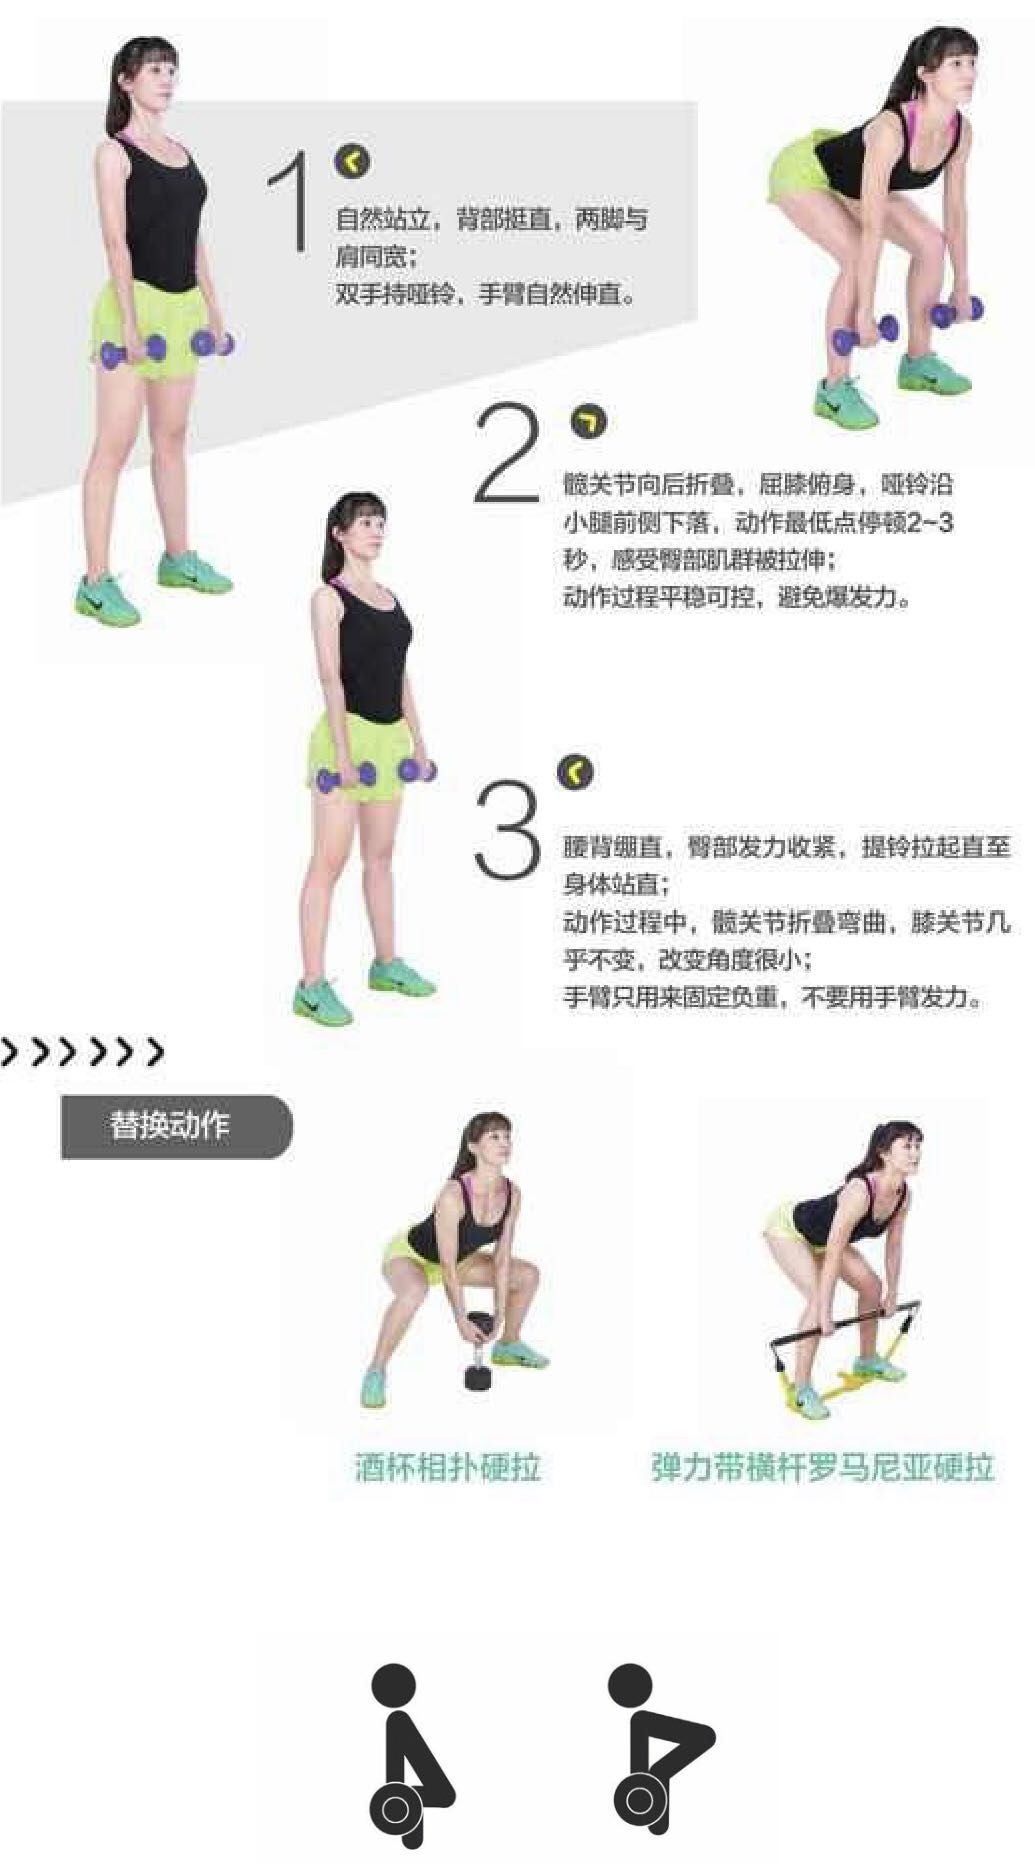 1
自然站立，背部挺直，两脚与
肩同宽；
双手持哑铃，手臂自然伸直。
2
髋关节向后折叠，屈膝俯身，哑铃沿
小腿前侧下落，动作最低点停顿2~3
秒，感受臀部肌群被拉伸；
动作过程平稳可控，避免爆发力。
3
腰背绷直，臀部发力收紧，提铃拉起直至
身体站直；
动作过程中，髋关节折叠弯曲，膝关节几
乎不变，改变角度很小；
手臂只用来固定负重，不要用手臂发力。
替换动作
酒杯相扑硬拉
弹力带横杆罗马尼亚硬拉